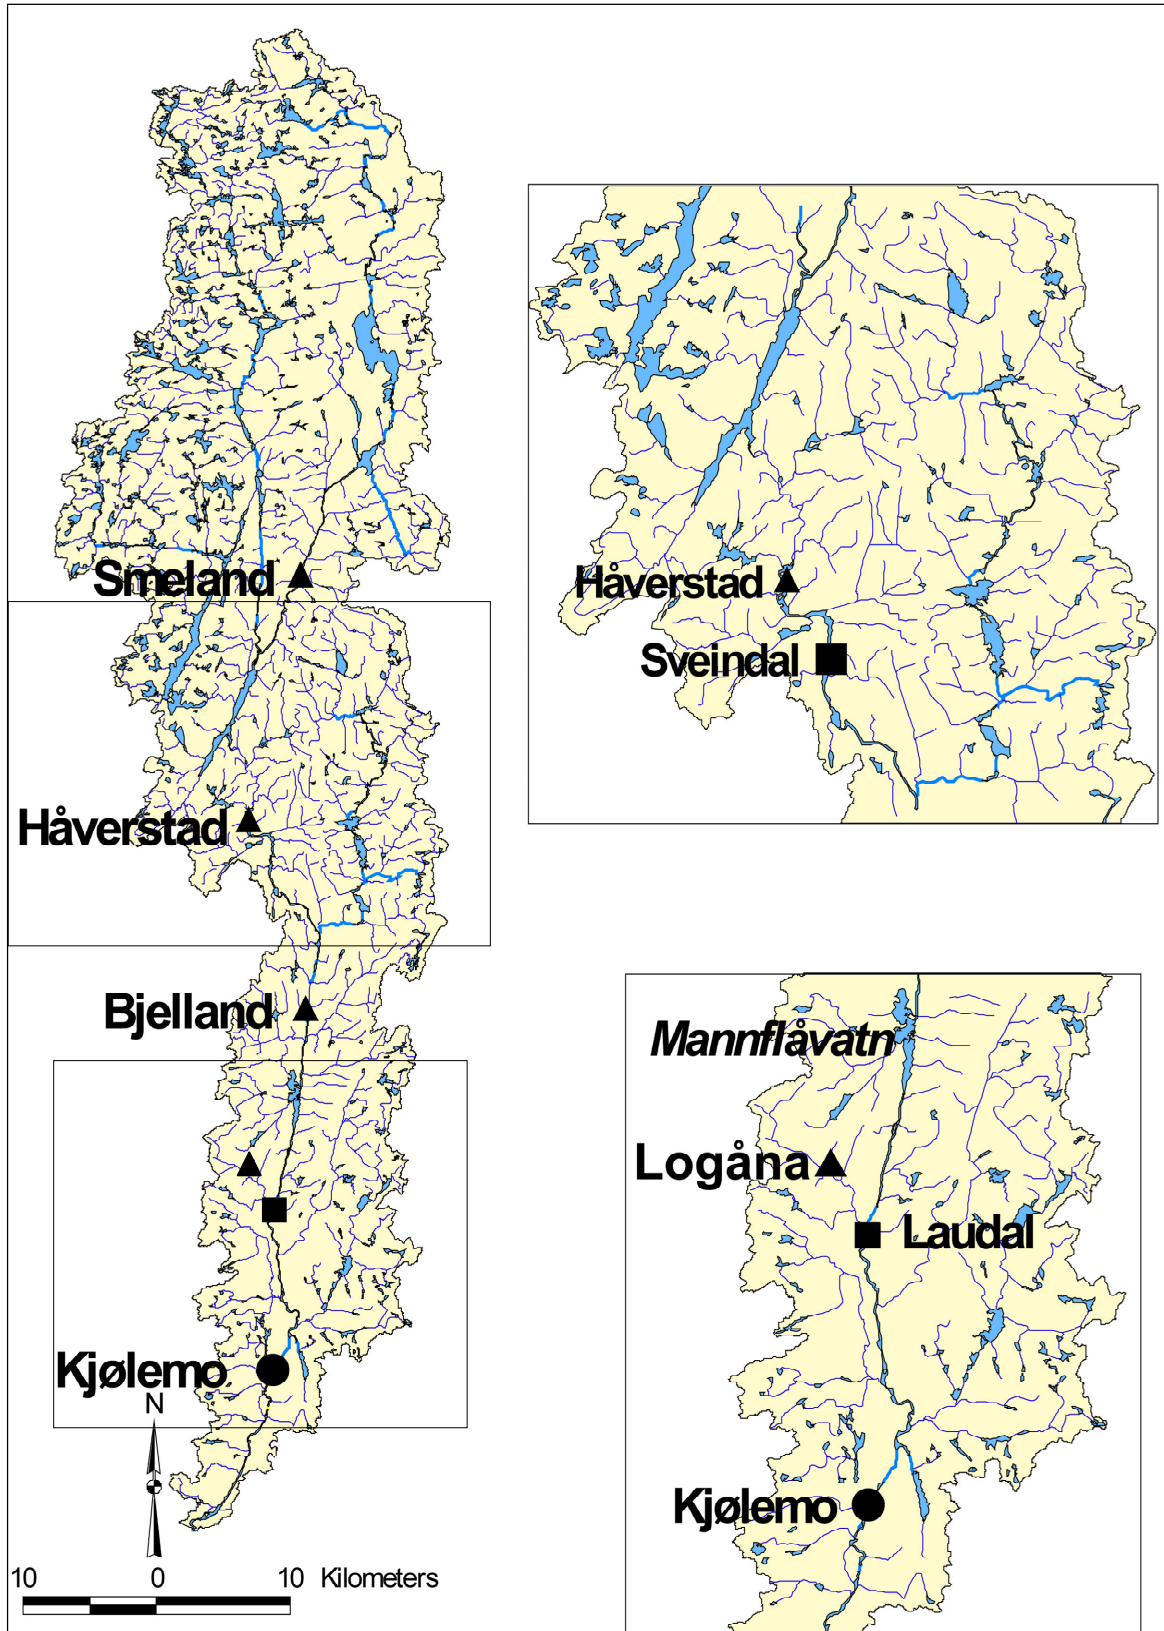 Smeland
Håverstad
Bjelland
Kjølemo
N
10 0 10 Kilometers
Håverstad
Sveindal
Mannflåvatn
Logåna
Laudal
Kjølemo